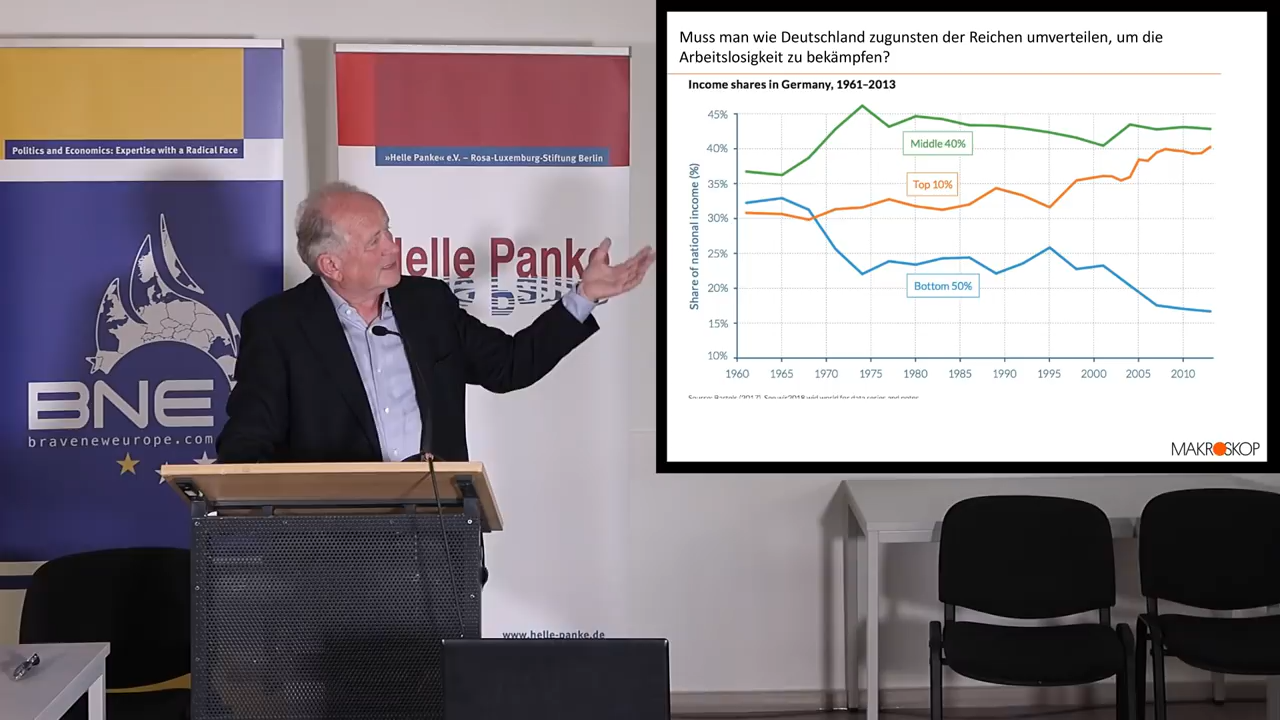 Politics and Economics: Expertise with a Radical Face
BNE
braveneweurope.com
»Helle Panke« e.V. – Rosa-Luxemburg-Stiftung Berlin
Helle Panke
www.helle-panke.de
Muss man wie Deutschland zugunsten der Reichen umverteilen, um die
Arbeitslosigkeit zu bekämpfen?
Income shares in Germany, 1961–2013
Share of national income (%)
45%
40%
35%
30%
25%
20%
15%
10%
Middle 40%
Top 10%
Bottom 50%
1960 1965 1970 1975 1980 1985 1990 1995 2000 2005 2010
MAKROSKOP